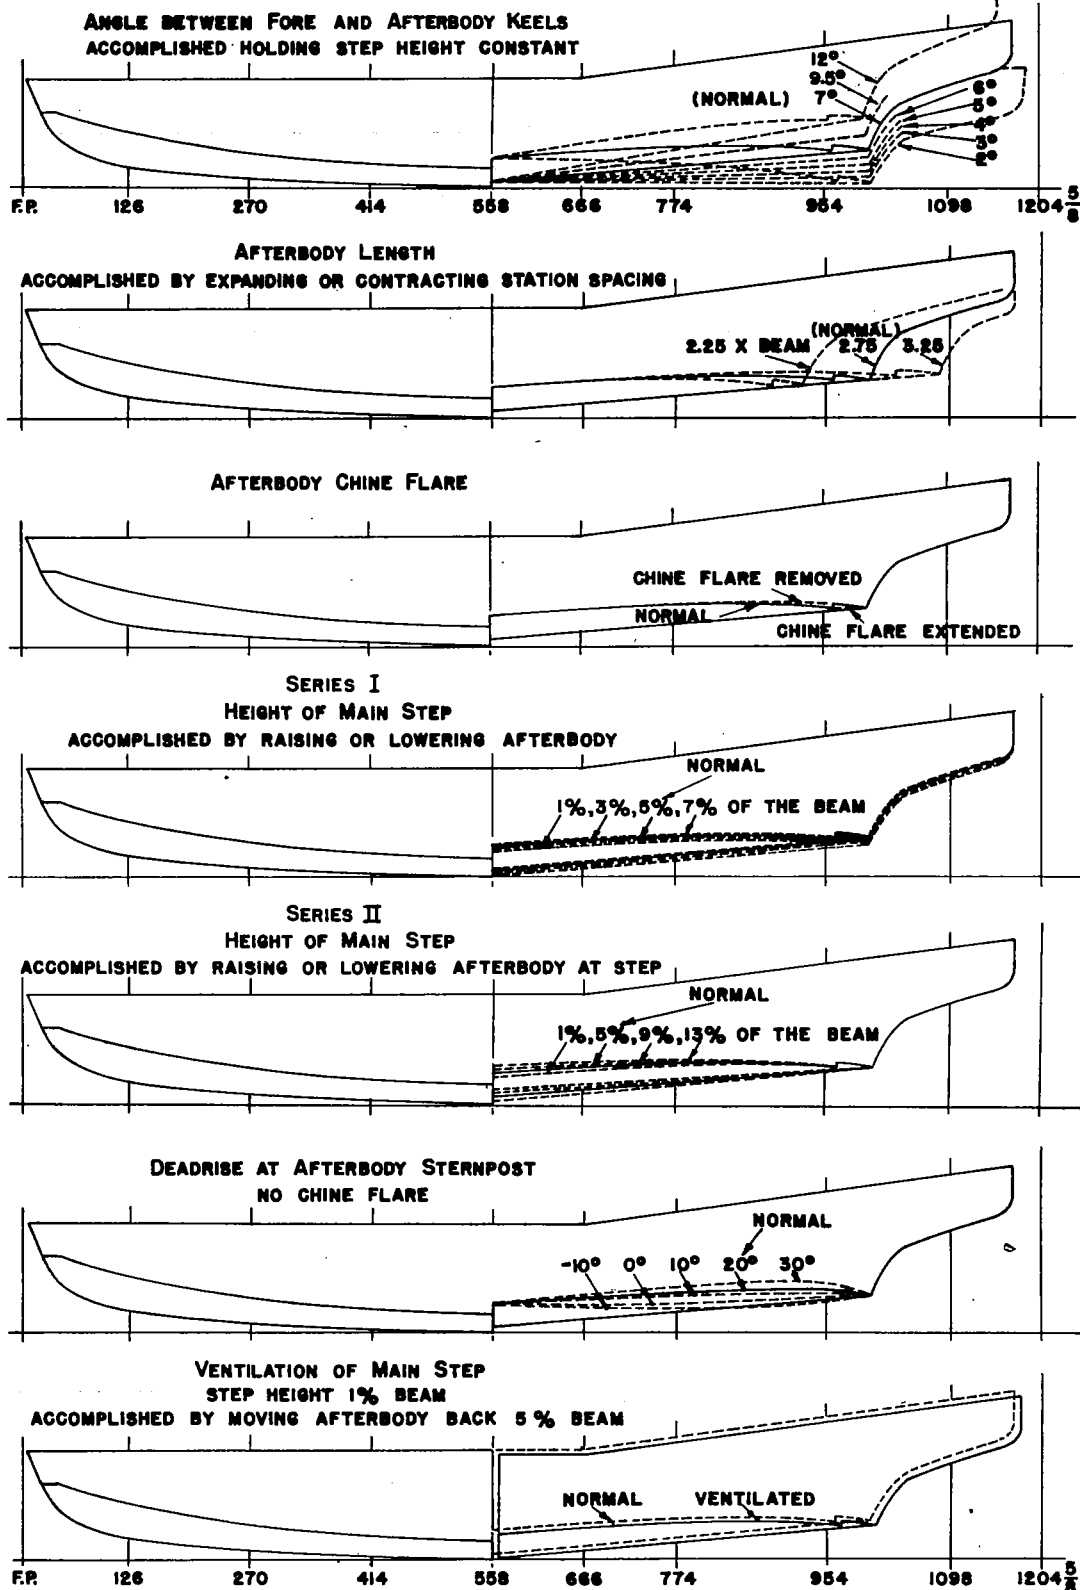 ANGLE BETWEEN FORE AND AFTERBODY KEELS
ACCOMPLISHED HOLDING STEP HEIGHT CONSTANT
12°
9.5°
(NORMAL) 7°
6°
5°
4°
3°
2°
F.P. 126 270 414 558 666 774 954 1098 1204 5/8
AFTERBODY LENGTH
ACCOMPLISHED BY EXPANDING OR CONTRACTING STATION SPACING
(NORMAL)
2.25 X BEAM 2.75 3.25
AFTERBODY CHINE FLARE
CHINE FLARE REMOVED
NORMAL
CHINE FLARE EXTENDED
SERIES I
HEIGHT OF MAIN STEP
ACCOMPLISHED BY RAISING OR LOWERING AFTERBODY
NORMAL
1%,3%,5%,7% OF THE BEAM
SERIES II
HEIGHT OF MAIN STEP
ACCOMPLISHED BY RAISING OR LOWERING AFTERBODY AT STEP
NORMAL
1%,5%,9%,13% OF THE BEAM
DEADRISE AT AFTERBODY STERNPOST
NO CHINE FLARE
NORMAL
-10° 0° 10° 20° 30°
VENTILATION OF MAIN STEP
STEP HEIGHT 1% BEAM
ACCOMPLISHED BY MOVING AFTERBODY BACK 5% BEAM
NORMAL VENTILATED
F.P. 126 270 414 558 666 774 954 1098 1204